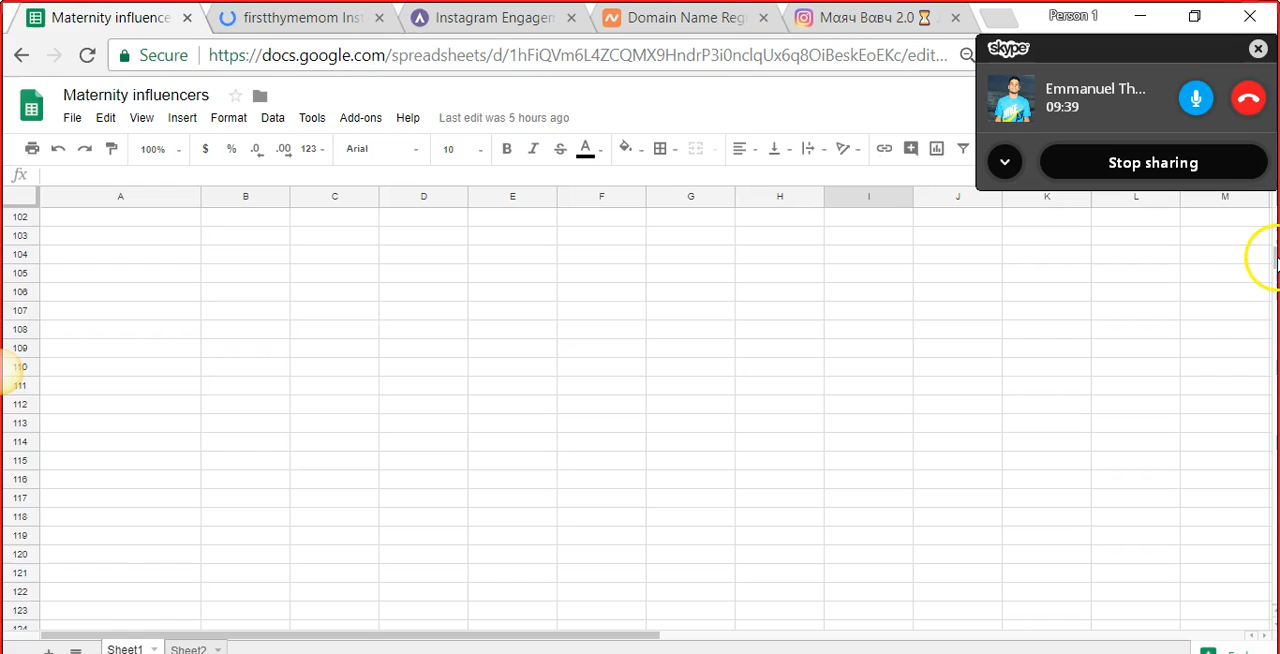 Maternity influence
firstthymemom Inst
Instagram Engagem
Domain Name Reg
Mαяч Вαвч 2.0
Person 1
Secure
https://docs.google.com/spreadsheets/d/1hFiQVm6L4ZCQMX9HndrP3i0nclqUx6q8OiBeskEoEKc/edit...
skype
Emmanuel Th...
09:39
Stop sharing
Maternity influencers
File Edit View Insert Format Data Tools Add-ons Help Last edit was 5 hours ago
100% $ % .0 .00 123 Arial 10 B I S A
fx
A B C D E F G H I J K L M
102
103
104
105
106
107
108
109
110
111
112
113
114
115
116
117
118
119
120
121
122
123
124
Sheet1 Sheet2